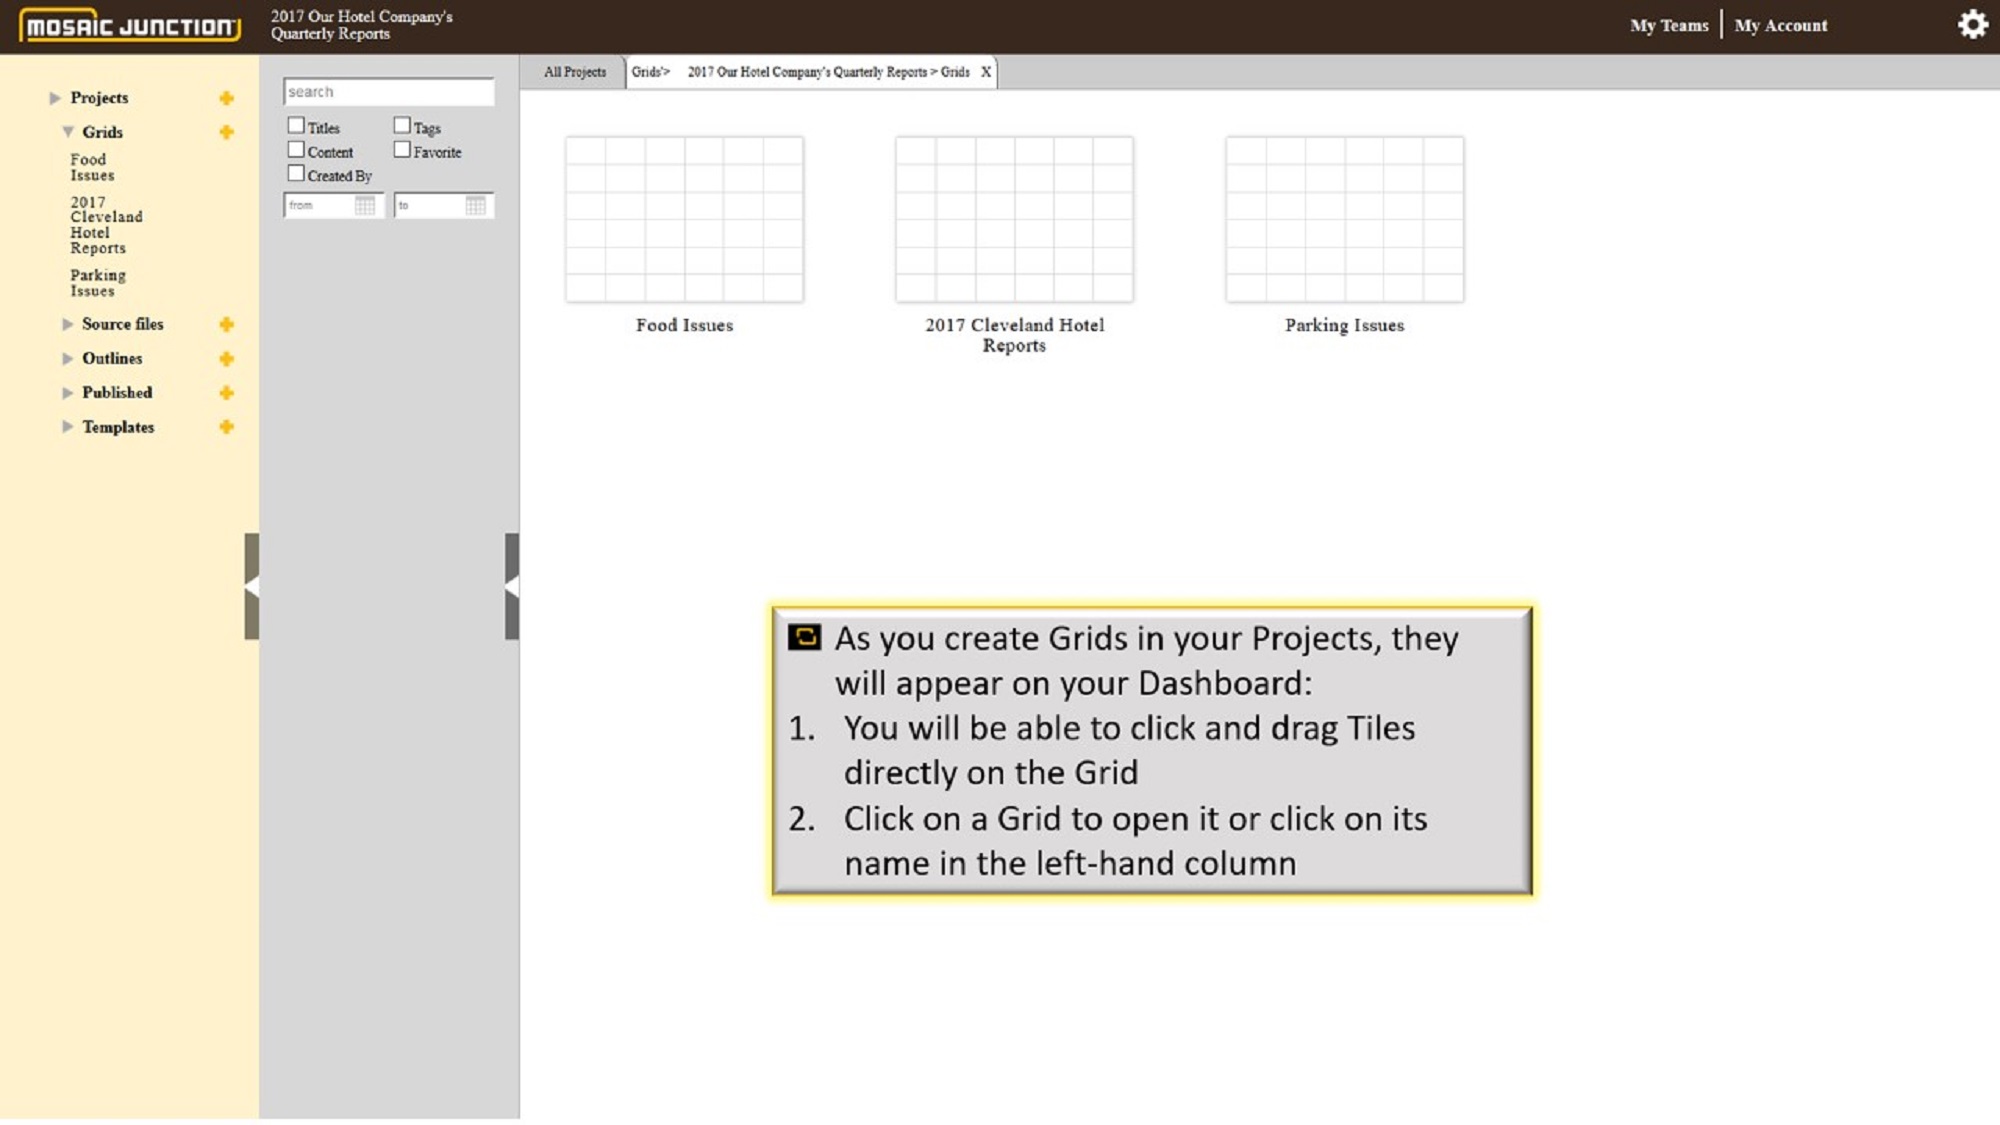 MOSAIC JUNCTION
2017 Our Hotel Company's
Quarterly Reports
My Teams
My Account
Projects
Grids
Food
Issues
2017
Cleveland
Hotel
Reports
Parking
Issues
Source files
Outlines
Published
Templates
search
Titles
Tags
Content
Favorite
Created By
from
to
All Projects
Grids'> 2017 Our Hotel Company's Quarterly Reports > Grids X
Food Issues
2017 Cleveland Hotel
Reports
Parking Issues
As you create Grids in your Projects, they
will appear on your Dashboard:
1. You will be able to click and drag Tiles
directly on the Grid
2. Click on a Grid to open it or click on its
name in the left-hand column